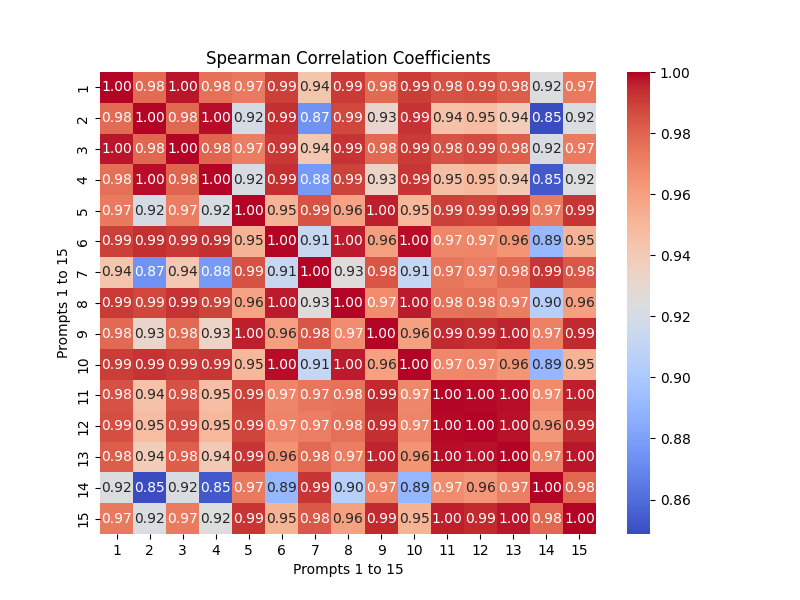 Spearman Correlation Coefficients
1 1.00 0.98 1.00 0.98 0.97 0.99 0.94 0.99 0.98 0.99 0.98 0.99 0.98 0.92 0.97
2 0.98 1.00 0.98 1.00 0.92 0.99 0.87 0.99 0.93 0.99 0.94 0.95 0.94 0.85 0.92
3 1.00 0.98 1.00 0.98 0.97 0.99 0.94 0.99 0.98 0.99 0.98 0.99 0.98 0.92 0.97
4 0.98 1.00 0.98 1.00 0.92 0.99 0.88 0.99 0.93 0.99 0.95 0.95 0.94 0.85 0.92
5 0.97 0.92 0.97 0.92 1.00 0.95 0.99 0.96 1.00 0.95 0.99 0.99 0.99 0.97 0.99
6 0.99 0.99 0.99 0.99 0.95 1.00 0.91 1.00 0.96 1.00 0.97 0.97 0.96 0.89 0.95
7 0.94 0.87 0.94 0.88 0.99 0.91 1.00 0.93 0.98 0.91 0.97 0.97 0.98 0.99 0.98
8 0.99 0.99 0.99 0.99 0.96 1.00 0.93 1.00 0.97 1.00 0.98 0.98 0.97 0.90 0.96
9 0.98 0.93 0.98 0.93 1.00 0.96 0.98 0.97 1.00 0.96 0.99 0.99 1.00 0.97 0.99
10 0.99 0.99 0.99 0.99 0.95 1.00 0.91 1.00 0.96 1.00 0.97 0.97 0.96 0.89 0.95
11 0.98 0.94 0.98 0.95 0.99 0.97 0.97 0.98 0.99 0.97 1.00 1.00 1.00 0.97 1.00
12 0.99 0.95 0.99 0.95 0.99 0.97 0.97 0.98 0.99 0.97 1.00 1.00 1.00 0.96 0.99
13 0.98 0.94 0.98 0.94 0.99 0.96 0.98 0.97 1.00 0.96 1.00 1.00 1.00 0.97 1.00
14 0.92 0.85 0.92 0.85 0.97 0.89 0.99 0.90 0.97 0.89 0.97 0.96 0.97 1.00 0.98
15 0.97 0.92 0.97 0.92 0.99 0.95 0.98 0.96 0.99 0.95 1.00 0.99 1.00 0.98 1.00
1 2 3 4 5 6 7 8 9 10 11 12 13 14 15
Prompts 1 to 15
Prompts 1 to 15
1.00
0.98
0.96
0.94
0.92
0.90
0.88
0.86